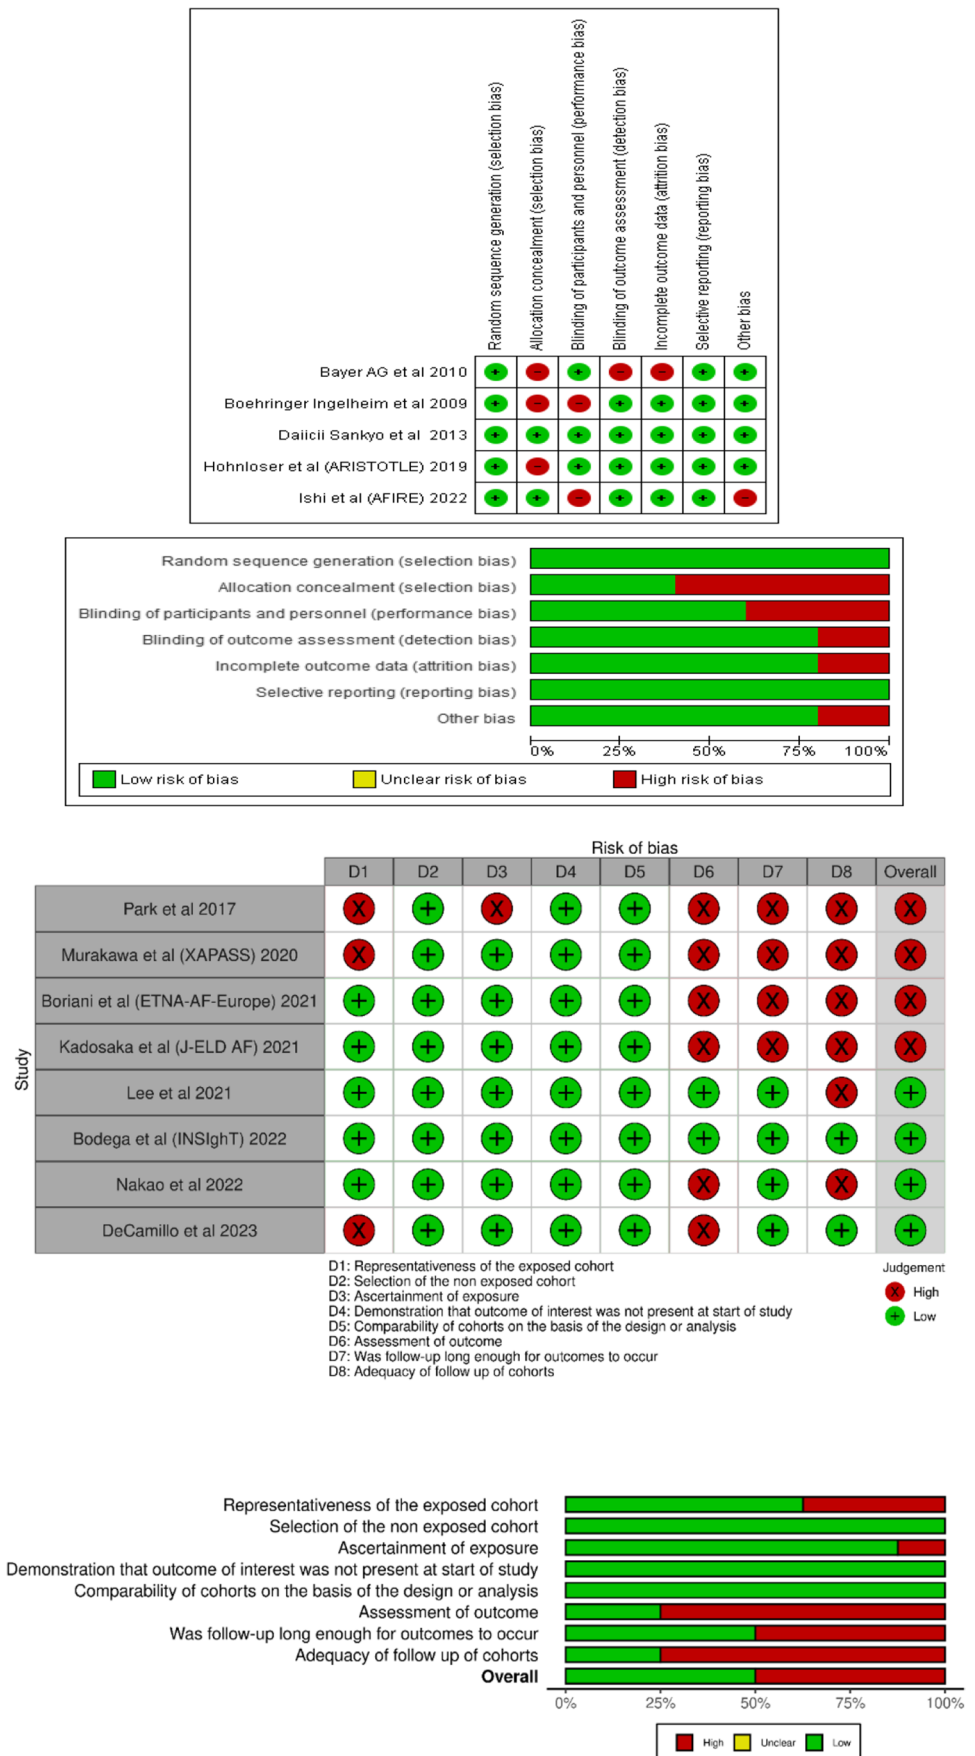 Random sequence generation (selection bias)
Allocation concealment (selection bias)
Blinding of participants and personnel (performance bias)
Blinding of outcome assessment (detection bias)
Incomplete outcome data (attrition bias)
Selective reporting (reporting bias)
Other bias
Bayer AG et al 2010 + - + - - + +
Boehringer Ingelheim et al 2009 + - - + + + +
Daiicii Sankyo et al 2013 + + + + + + +
Hohnloser et al (ARISTOTLE) 2019 + - + + + + +
Ishi et al (AFIRE) 2022 + + - + + + -
Random sequence generation (selection bias)
Allocation concealment (selection bias)
Blinding of participants and personnel (performance bias)
Blinding of outcome assessment (detection bias)
Incomplete outcome data (attrition bias)
Selective reporting (reporting bias)
Other bias
0% 25% 50% 75% 100%
Low risk of bias Unclear risk of bias High risk of bias
Risk of bias
D1 D2 D3 D4 D5 D6 D7 D8 Overall
Study
Park et al 2017 X + X + + X X X X
Murakawa et al (XAPASS) 2020 X + + + + X X X X
Boriani et al (ETNA-AF-Europe) 2021 + + + + + X X X X
Kadosaka et al (J-ELD AF) 2021 + + + + + X X X X
Lee et al 2021 + + + + + + + X +
Bodega et al (INSIghT) 2022 + + + + + + + + +
Nakao et al 2022 + + + + + X + X +
DeCamillo et al 2023 X + + + + X + + +
D1: Representativeness of the exposed cohort
D2: Selection of the non exposed cohort
D3: Ascertainment of exposure
D4: Demonstration that outcome of interest was not present at start of study
D5: Comparability of cohorts on the basis of the design or analysis
D6: Assessment of outcome
D7: Was follow-up long enough for outcomes to occur
D8: Adequacy of follow up of cohorts
Judgement
X High
+ Low
Representativeness of the exposed cohort
Selection of the non exposed cohort
Ascertainment of exposure
Demonstration that outcome of interest was not present at start of study
Comparability of cohorts on the basis of the design or analysis
Assessment of outcome
Was follow-up long enough for outcomes to occur
Adequacy of follow up of cohorts
Overall
0% 25% 50% 75% 100%
High Unclear Low